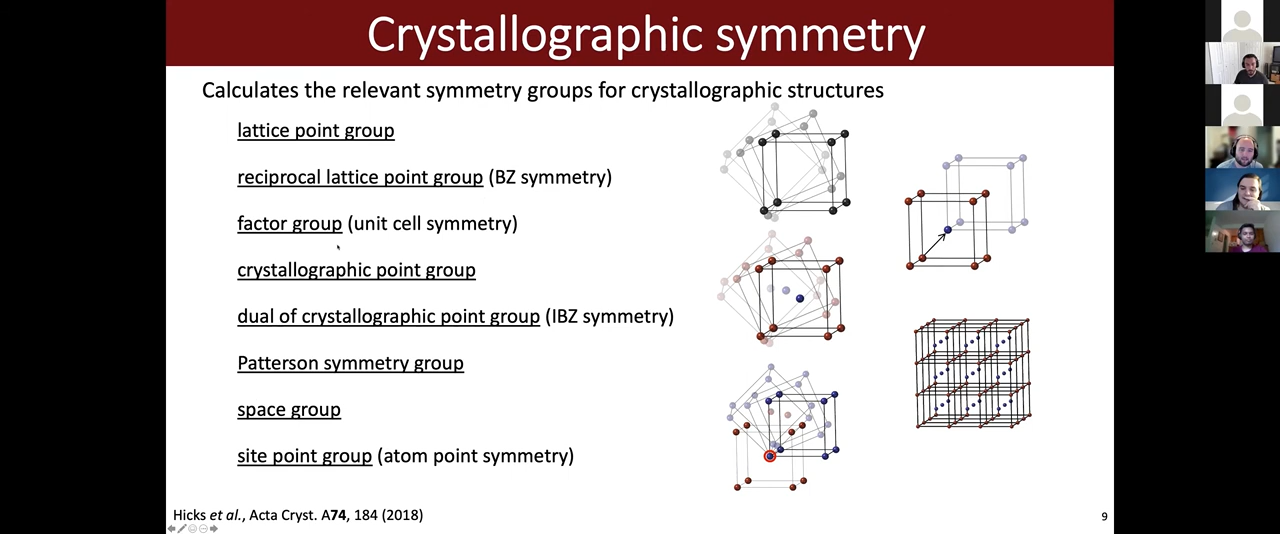 Crystallographic symmetry
Calculates the relevant symmetry groups for crystallographic structures
lattice point group
reciprocal lattice point group (BZ symmetry)
factor group (unit cell symmetry)
crystallographic point group
dual of crystallographic point group (IBZ symmetry)
Patterson symmetry group
space group
site point group (atom point symmetry)
Hicks et al., Acta Cryst. A74, 184 (2018)
9